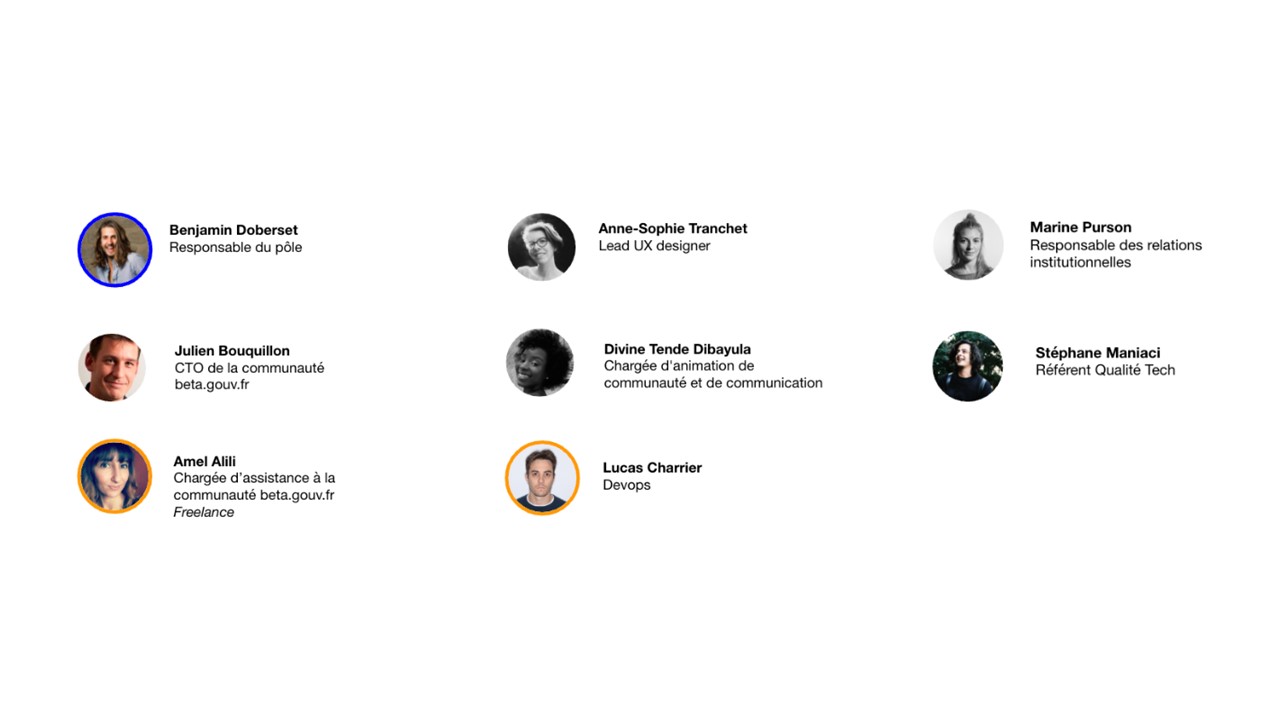 Benjamin Doberset
Responsable du pôle
Anne-Sophie Tranchet
Lead UX designer
Marine Purson
Responsable des relations
institutionnelles
Julien Bouquillon
CTO de la communauté
beta.gouv.fr
Divine Tende Dibayula
Chargée d'animation de
communauté et de communication
Stéphane Maniaci
Référent Qualité Tech
Amel Alili
Chargée d’assistance à la
communauté beta.gouv.fr
Freelance
Lucas Charrier
Devops